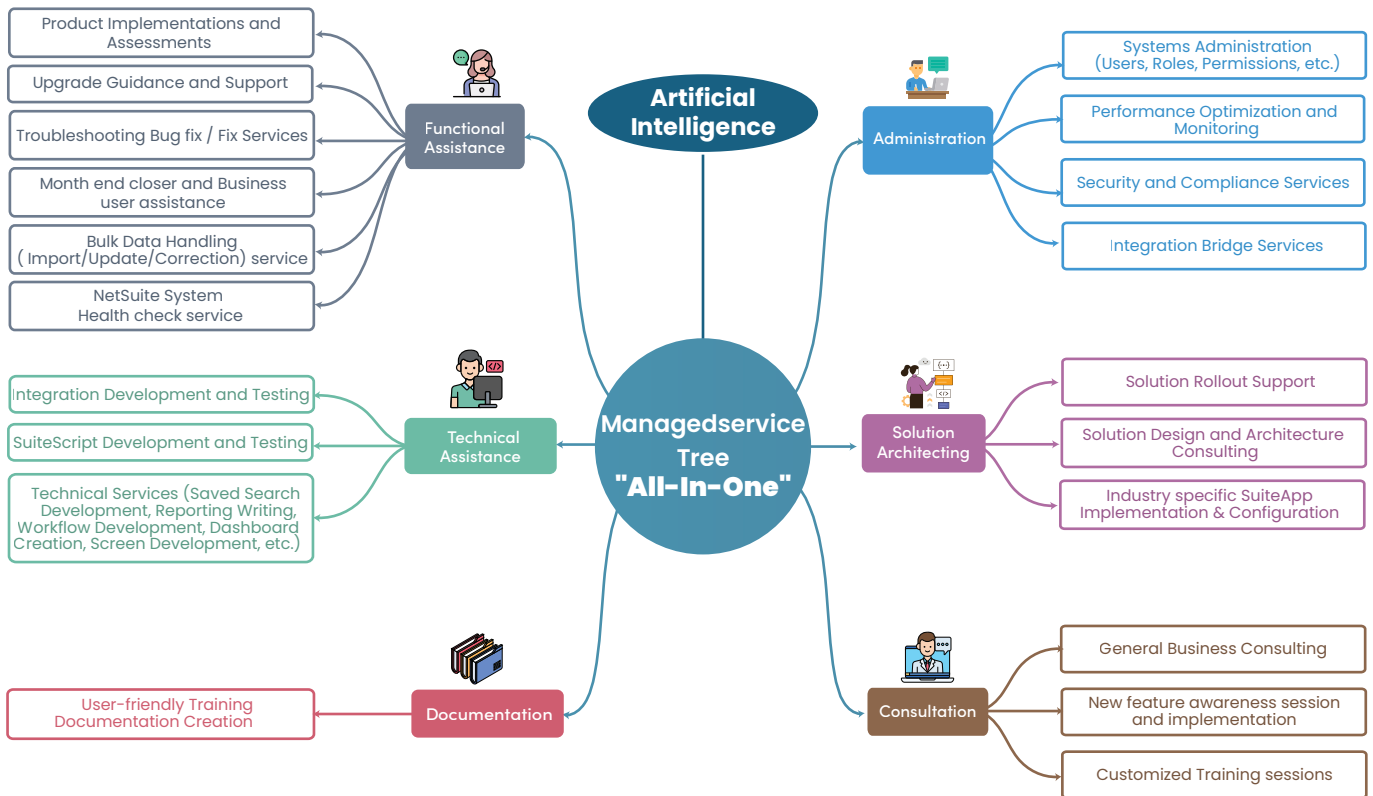 Artificial
Intelligence
Managedservice
Tree
"All-In-One"
Functional
Assistance
Product Implementations and
Assessments
Upgrade Guidance and Support
Troubleshooting Bug fix / Fix Services
Month end closer and Business
user assistance
Bulk Data Handling
( Import/Update/Correction) service
NetSuite System
Health check service
Technical
Assistance
Integration Development and Testing
SuiteScript Development and Testing
Technical Services (Saved Search
Development, Reporting Writing,
Workflow Development, Dashboard
Creation, Screen Development, etc.)
Documentation
User-friendly Training
Documentation Creation
Administration
Systems Administration
(Users, Roles, Permissions, etc.)
Performance Optimization and
Monitoring
Security and Compliance Services
Integration Bridge Services
Solution
Architecting
Solution Rollout Support
Solution Design and Architecture
Consulting
Industry specific SuiteApp
Implementation & Configuration
Consultation
General Business Consulting
New feature awareness session
and implementation
Customized Training sessions